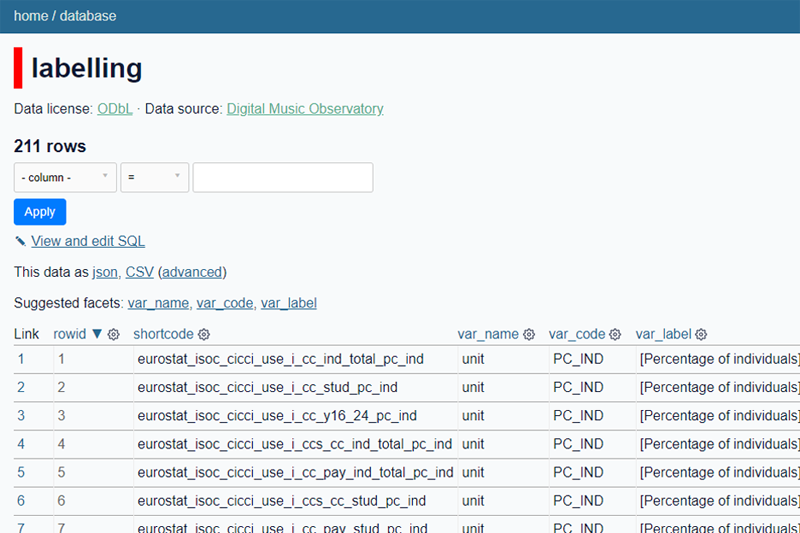 home / database
labelling
Data license: ODbL · Data source: Digital Music Observatory
211 rows
- column - =
Apply
View and edit SQL
This data as json, CSV (advanced)
Suggested facets: var_name, var_code, var_label
Link rowid ▼ shortcode var_name var_code var_label
1 1 eurostat_isoc_cicci_use_i_cc_ind_total_pc_ind unit PC_IND [Percentage of individuals]
2 2 eurostat_isoc_cicci_use_i_cc_stud_pc_ind unit PC_IND [Percentage of individuals]
3 3 eurostat_isoc_cicci_use_i_cc_y16_24_pc_ind unit PC_IND [Percentage of individuals]
4 4 eurostat_isoc_cicci_use_i_ccs_cc_ind_total_pc_ind unit PC_IND [Percentage of individuals]
5 5 eurostat_isoc_cicci_use_i_cc_pay_ind_total_pc_ind unit PC_IND [Percentage of individuals]
6 6 eurostat_isoc_cicci_use_i_ccs_cc_stud_pc_ind unit PC_IND [Percentage of individuals]
7 7 eurostat_isoc_cicci_use_i_cc_pay_stud_pc_ind unit PC_IND [Percentage of individuals]